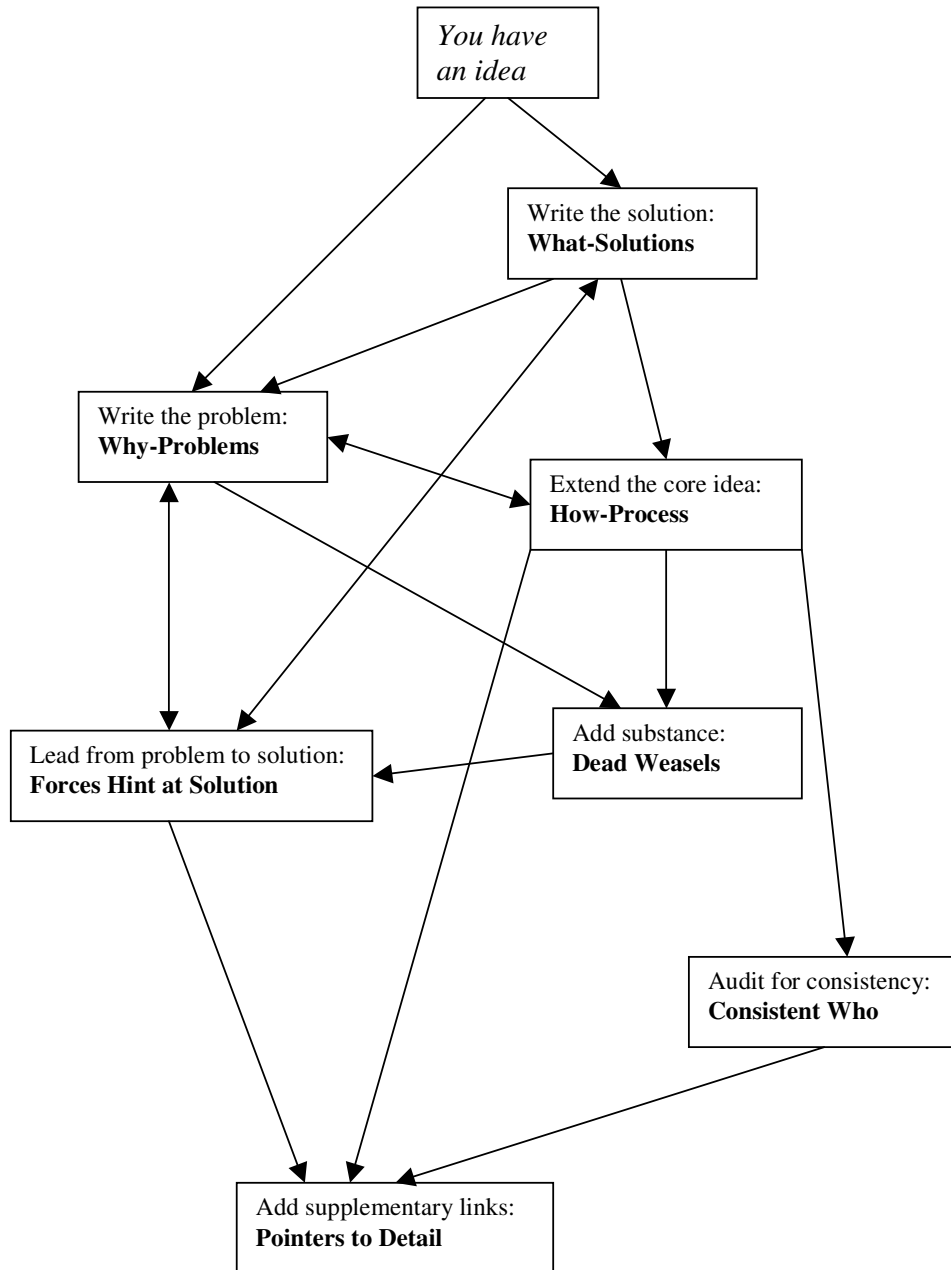 You have
an idea
Write the solution:
What-Solutions
Write the problem:
Why-Problems
Extend the core idea:
How-Process
Add substance:
Dead Weasels
Lead from problem to solution:
Forces Hint at Solution
Audit for consistency:
Consistent Who
Add supplementary links:
Pointers to Detail